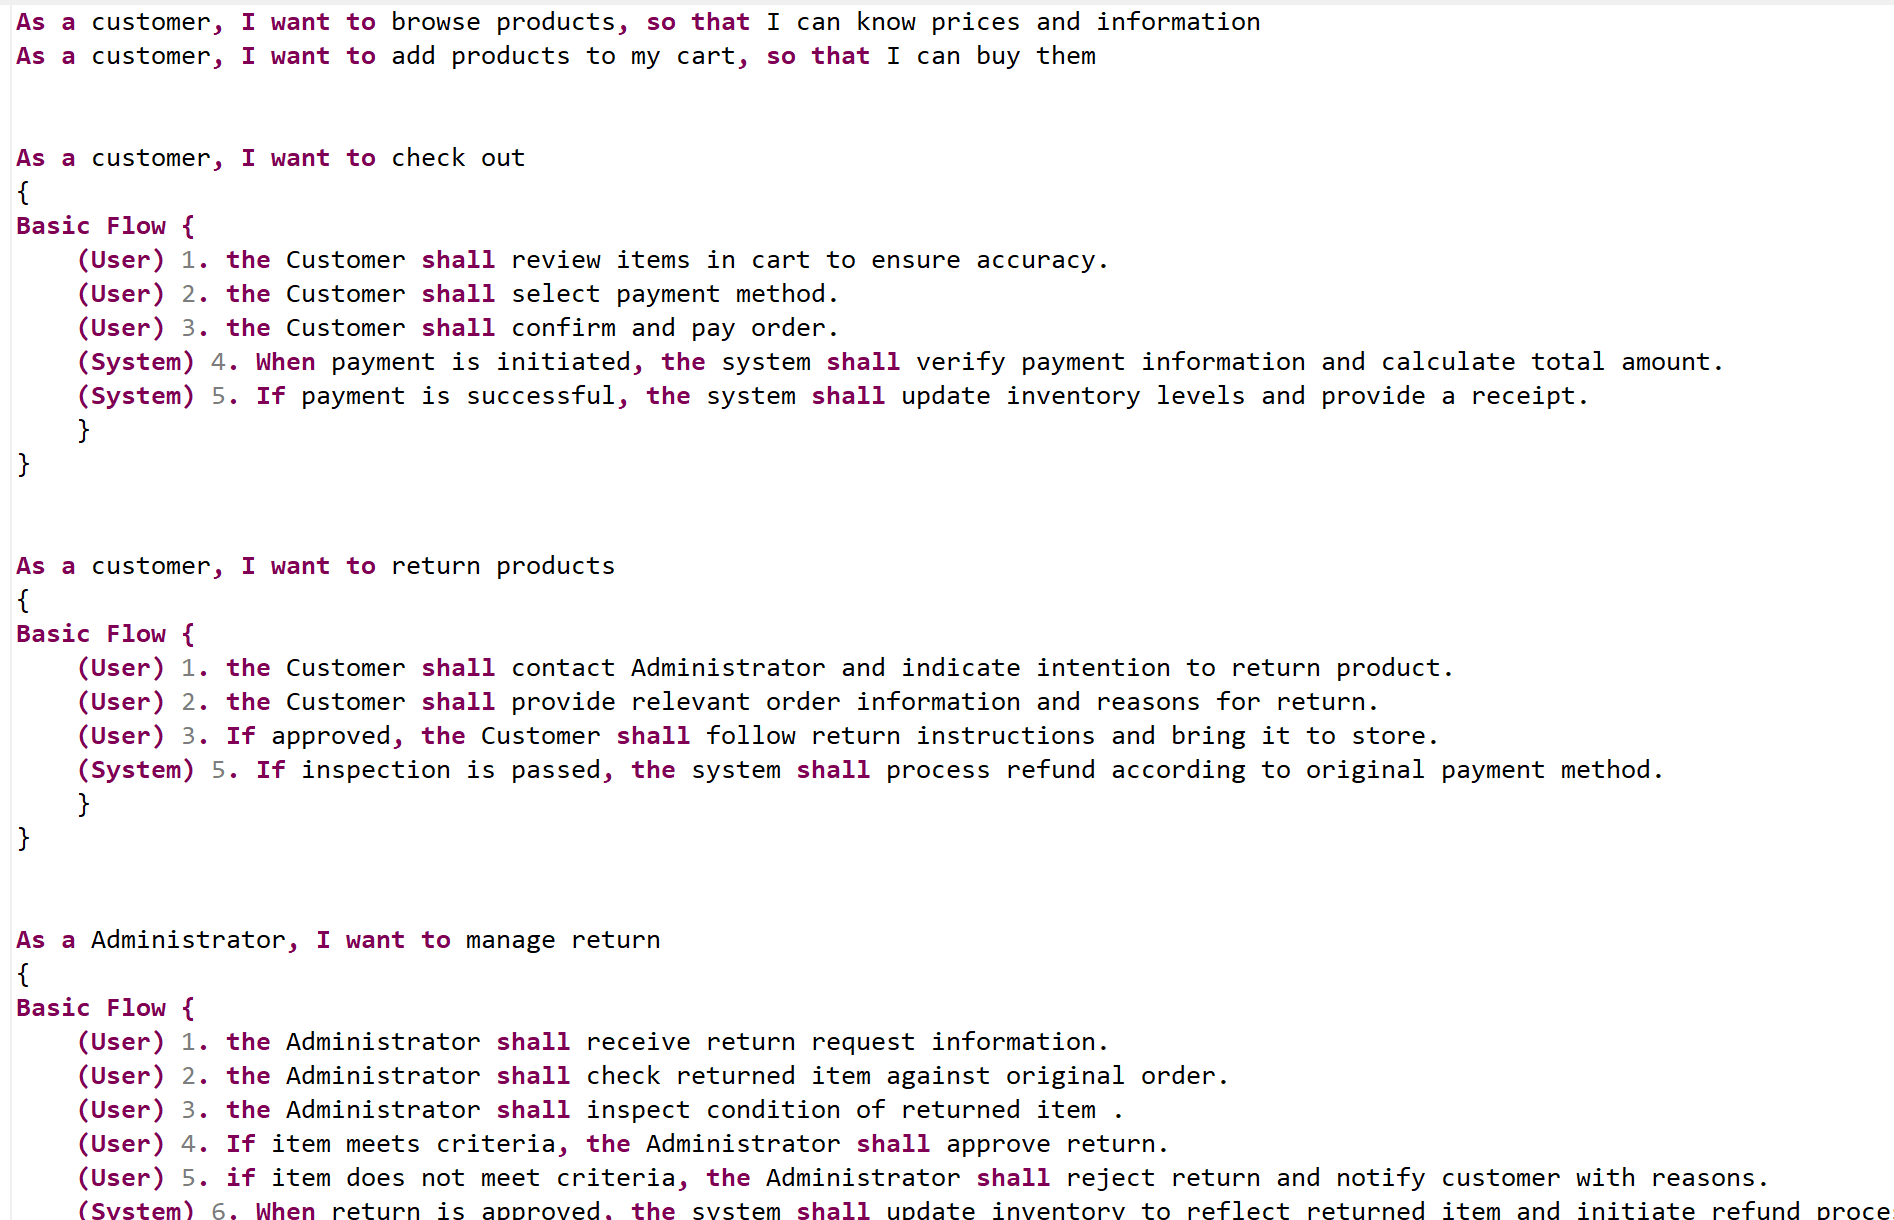 As a customer, I want to browse products, so that I can know prices and information
As a customer, I want to add products to my cart, so that I can buy them
As a customer, I want to check out
{
Basic Flow {
(User) 1. the Customer shall review items in cart to ensure accuracy.
(User) 2. the Customer shall select payment method.
(User) 3. the Customer shall confirm and pay order.
(System) 4. When payment is initiated, the system shall verify payment information and calculate total amount.
(System) 5. If payment is successful, the system shall update inventory levels and provide a receipt.
}
}
As a customer, I want to return products
{
Basic Flow {
(User) 1. the Customer shall contact Administrator and indicate intention to return product.
(User) 2. the Customer shall provide relevant order information and reasons for return.
(User) 3. If approved, the Customer shall follow return instructions and bring it to store.
(System) 5. If inspection is passed, the system shall process refund according to original payment method.
}
}
As a Administrator, I want to manage return
{
Basic Flow {
(User) 1. the Administrator shall receive return request information.
(User) 2. the Administrator shall check returned item against original order.
(User) 3. the Administrator shall inspect condition of returned item .
(User) 4. If item meets criteria, the Administrator shall approve return.
(User) 5. if item does not meet criteria, the Administrator shall reject return and notify customer with reasons.
(System) 6. When return is approved, the system shall update inventory to reflect returned item and initiate refund proce